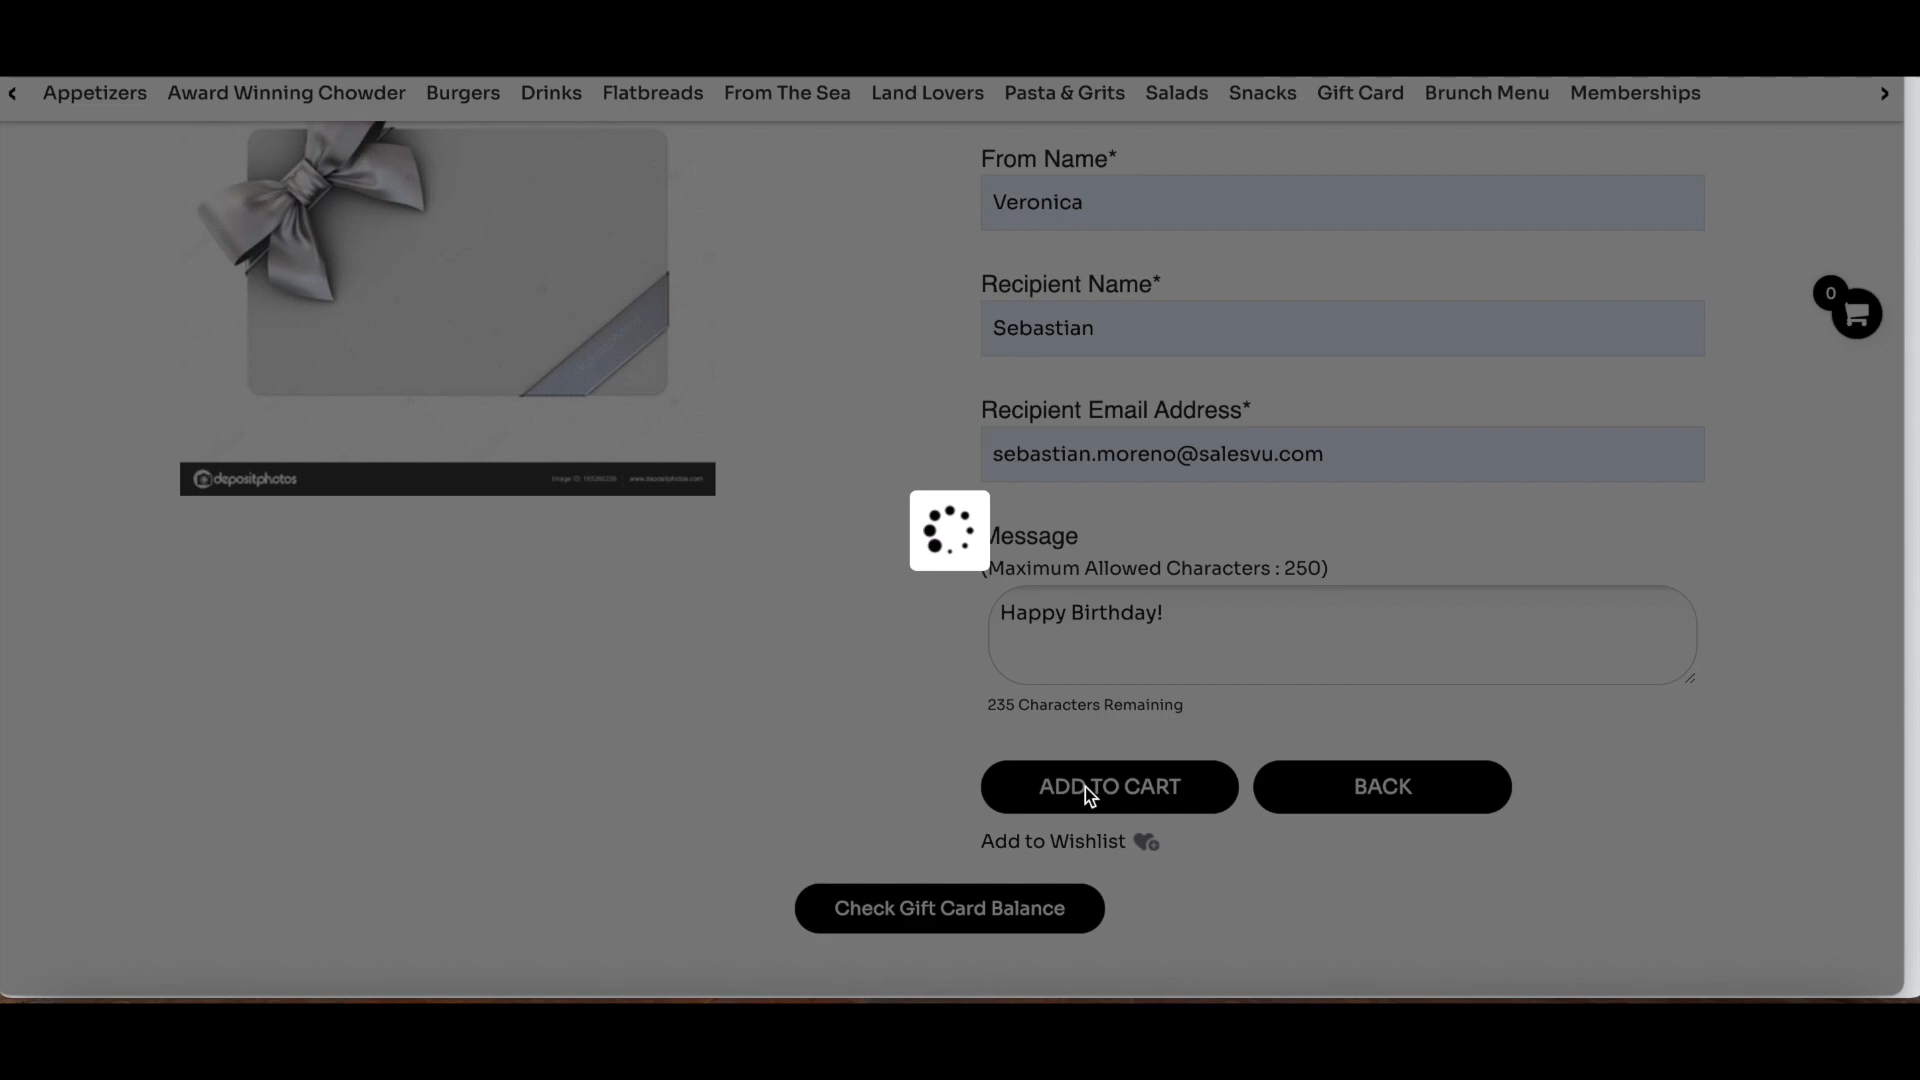 Appetizers Award Winning Chowder Burgers Drinks Flatbreads From The Sea Land Lovers Pasta & Grits Salads Snacks Gift Card Brunch Menu Memberships
From Name*
Veronica
0
Recipient Name*
Sebastian
Recipient Email Address*
sebastian.moreno@salesvu.com
depositphotos
www.depositphotos.com
Message
(Maximum Allowed Characters : 250)
Happy Birthday!
235 Characters Remaining
ADD TO CART BACK
Add to Wishlist
Check Gift Card Balance